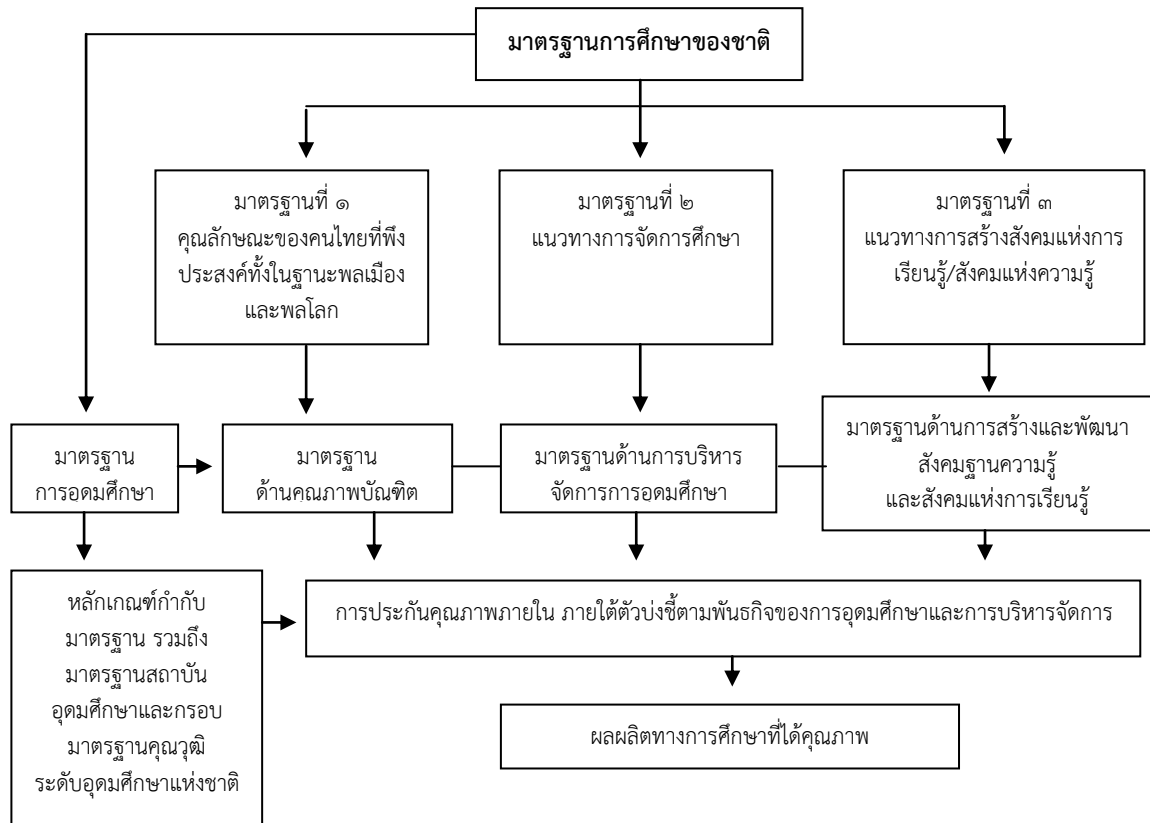 มาตรฐานการศึกษาของชาติ
มาตรฐานที่ ๑
คุณลักษณะของคนไทยที่พึง
ประสงค์ทั้งในฐานะพลเมือง
และพลโลก
มาตรฐานที่ ๒
แนวทางการจัดการศึกษา
มาตรฐานที่ ๓
แนวทางการสร้างสังคมแห่งการ
เรียนรู้/สังคมแห่งความรู้
มาตรฐาน
การอดมศึกษา
มาตรฐาน
ด้านคุณภาพบัณฑิต
มาตรฐานด้านการบริหาร
จัดการการอดมศึกษา
มาตรฐานด้านการสร้างและพัฒนา
สังคมฐานความรู้
และสังคมแห่งการเรียนรู้
หลักเกณฑ์กำกับ
มาตรฐาน รวมถึง
มาตรฐานสถาบัน
อุดมศึกษาและกรอบ
มาตรฐานคุณวุฒิ
ระดับอุดมศึกษาแห่งชาติ
การประกันคุณภาพภายใน ภายใต้ตัวบ่งชี้ตามพันธกิจของการอุดมศึกษาและการบริหารจัดการ
ผลผลิตทางการศึกษาที่ได้คุณภาพ